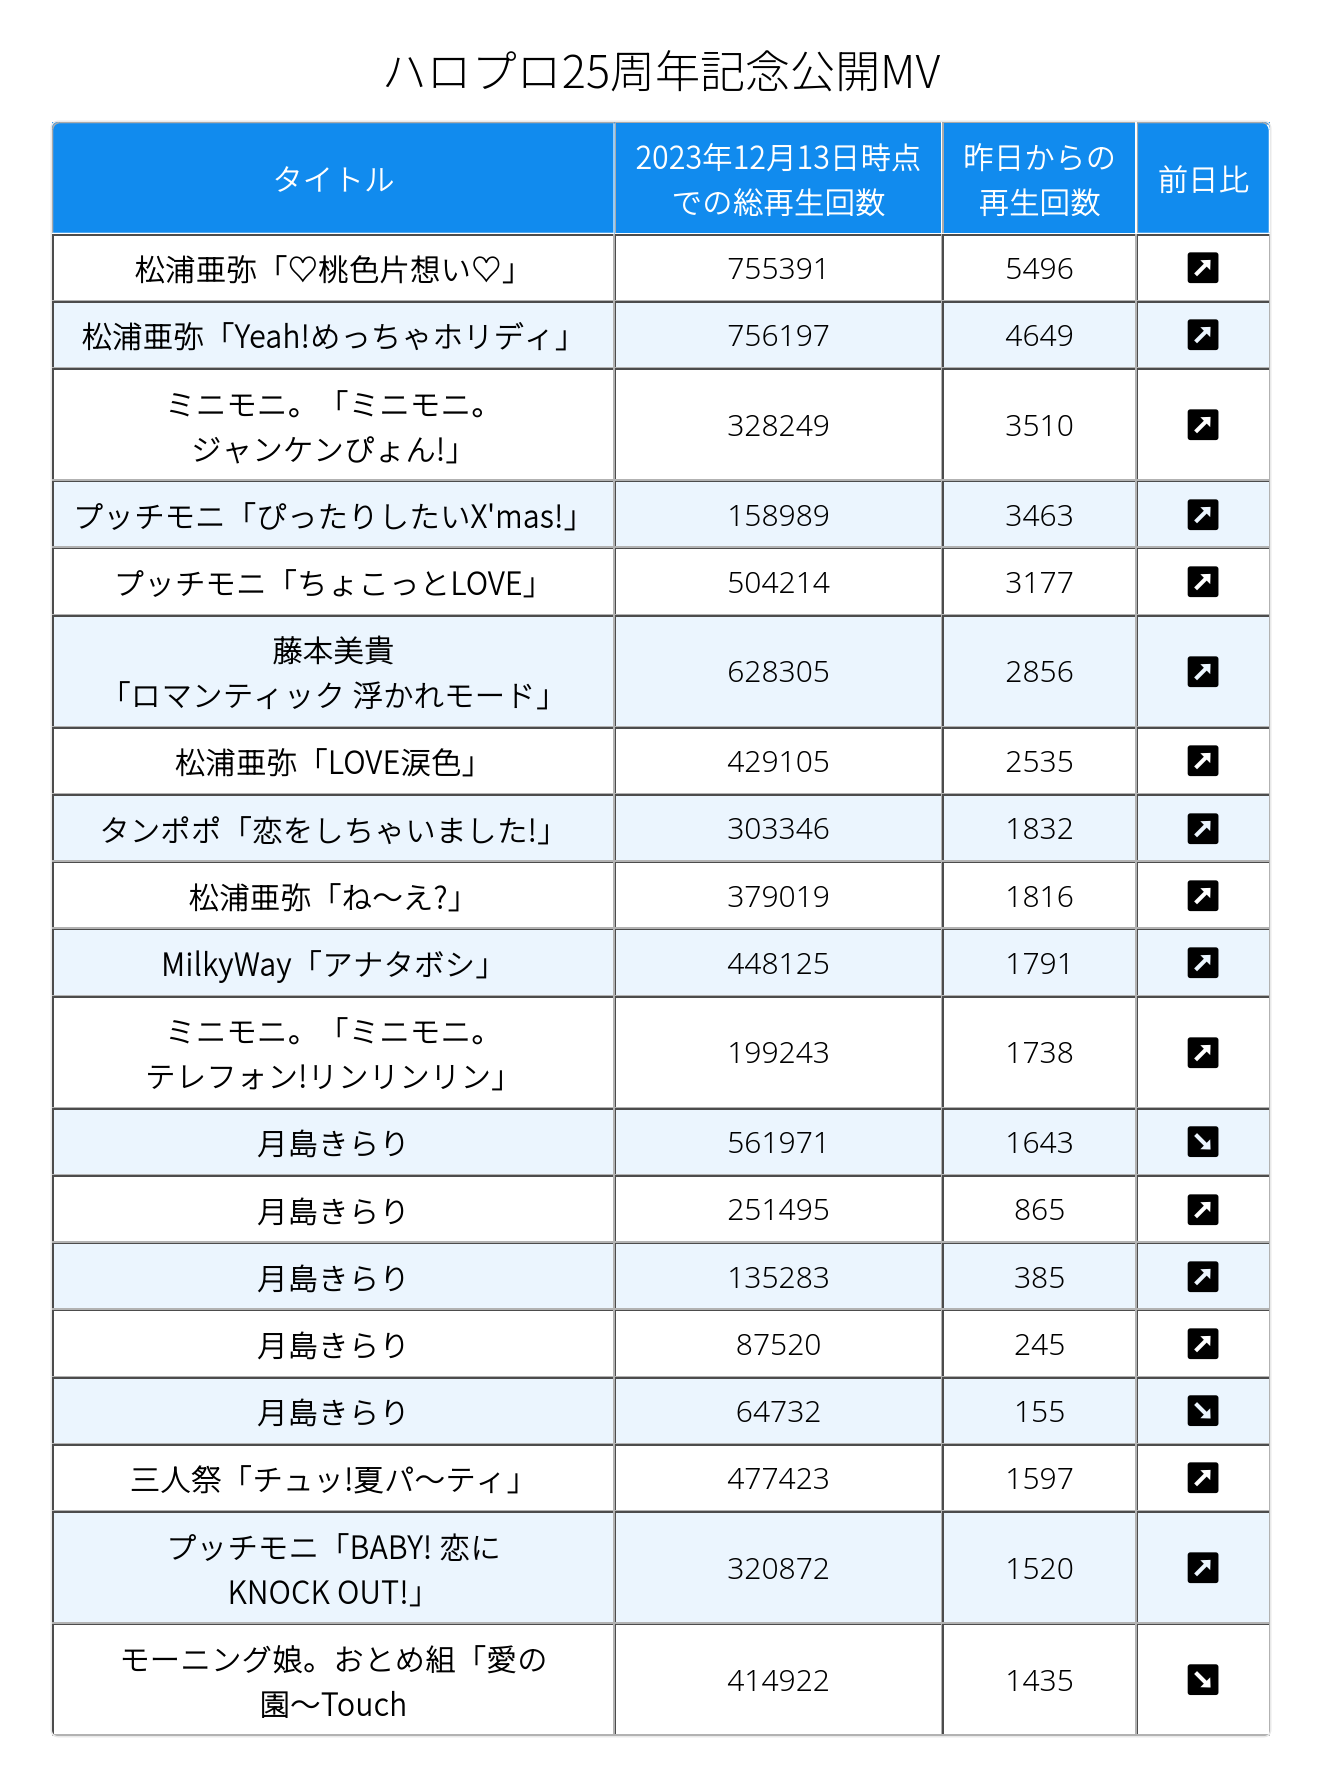 ハロプロ25周年記念公開MV
タイトル
2023年12月13日時点
での総再生回数
昨日からの
再生回数
前日比
松浦亜弥「♡桃色片想い♡」 755391 5496
松浦亜弥「Yeah!めっちゃホリディ」 756197 4649
ミニモニ。「ミニモニ。
ジャンケンぴょん!」 328249 3510
プッチモニ「ぴったりしたいX'mas!」 158989 3463
プッチモニ「ちょこっとLOVE」 504214 3177
藤本美貴
「ロマンティック 浮かれモード」 628305 2856
松浦亜弥「LOVE涙色」 429105 2535
タンポポ「恋をしちゃいました!」 303346 1832
松浦亜弥「ね〜え?」 379019 1816
MilkyWay「アナタボシ」 448125 1791
ミニモニ。「ミニモニ。
テレフォン!リンリンリン」 199243 1738
月島きらり 561971 1643
月島きらり 251495 865
月島きらり 135283 385
月島きらり 87520 245
月島きらり 64732 155
三人祭「チュッ!夏パ〜ティ」 477423 1597
プッチモニ「BABY! 恋に
KNOCK OUT!」 320872 1520
モーニング娘。おとめ組「愛の
園〜Touch 414922 1435